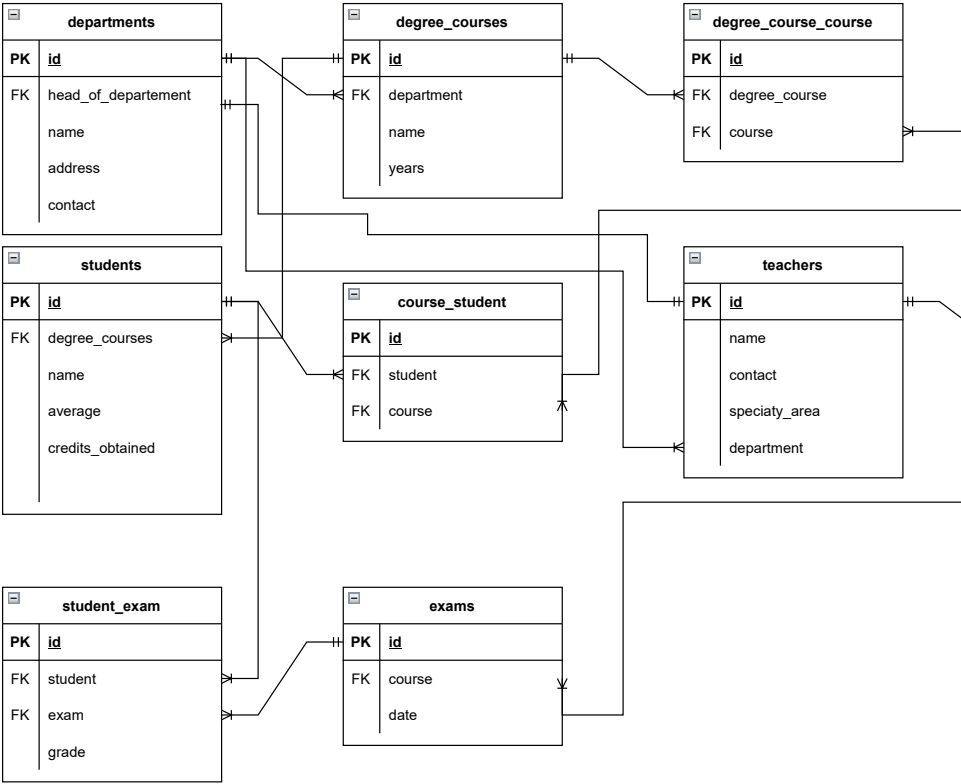 departments
PK id
FK head_of_departement
name
address
contact
degree_courses
PK id
FK department
name
years
degree_course_course
PK id
FK degree_course
FK course
students
PK id
FK degree_courses
name
average
credits_obtained
course_student
PK id
FK student
FK course
teachers
PK id
name
contact
speciaty_area
department
student_exam
PK id
FK student
FK exam
grade
exams
PK id
FK course
date